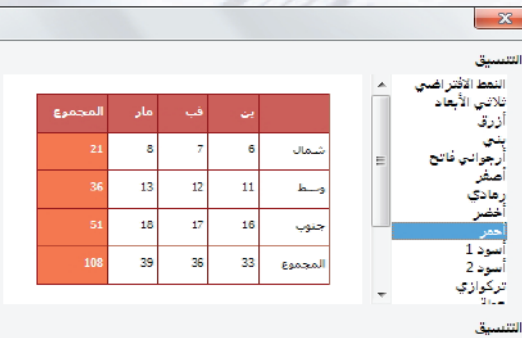 التنسيق
النمط الافتراضي
ثلاثي الأبعاد
أزرق
بني
أرجواني فاتح
أصفر
رمادي
أخضر
أحمر
أسود 1
أسود 2
تركوازي
ين فب مار المجموع
شمال 6 7 8 21
وسط 11 12 13 36
جنوب 16 17 18 51
المجموع 33 36 39 108
التنسيق